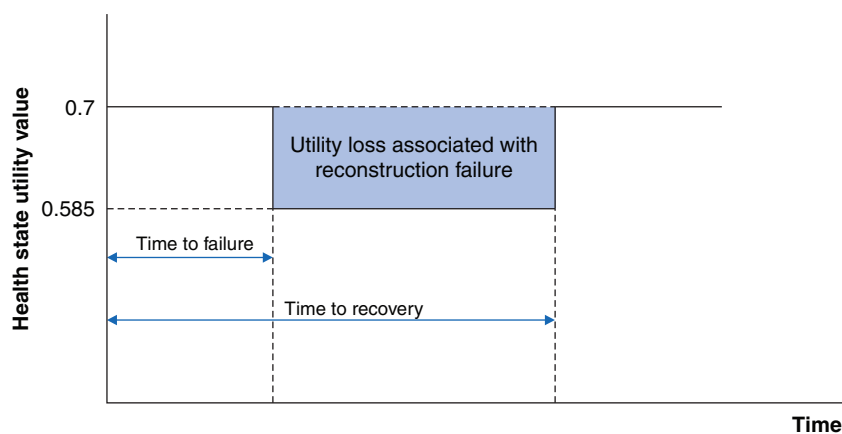 Health state utility value
0.7
Utility loss associated with
reconstruction failure
0.585
Time to failure
Time to recovery
Time